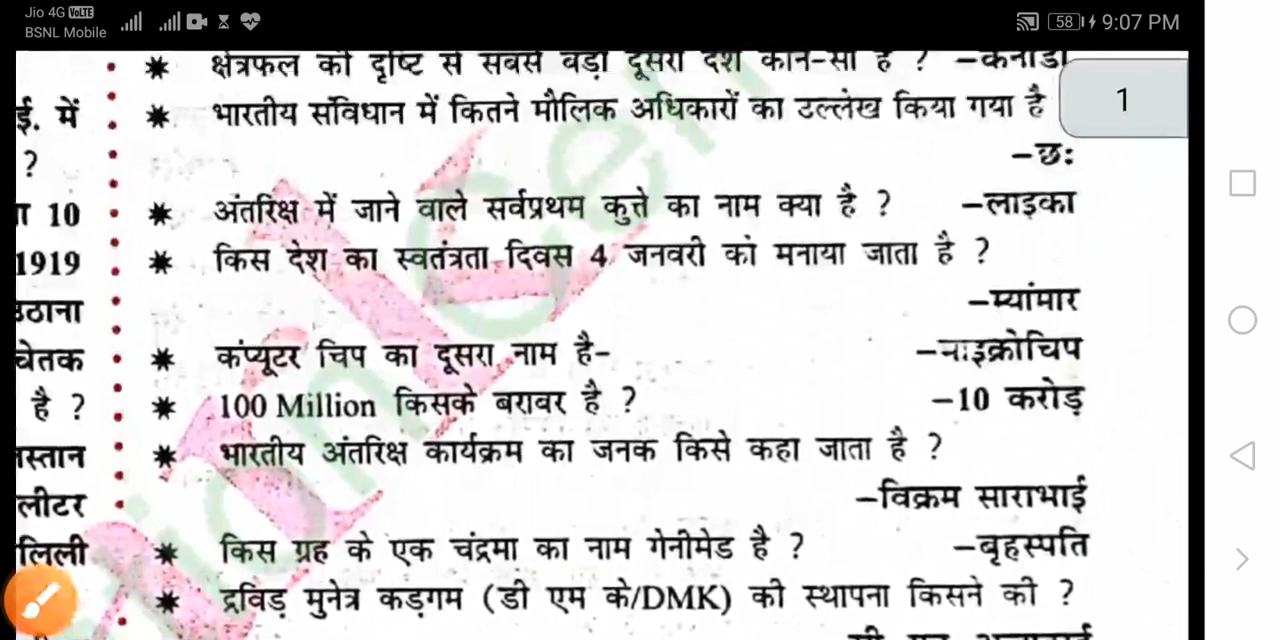 Jio 4G VoLTE
BSNL Mobile
58
9:07 PM
ई. में
?
10
1919
उठाना
चेतक
है ?
लीटर
लिली
* क्षेत्रफल की दृष्टि से सबसे बड़ा दूसरा देश कौन-सा है ? –कनाडा
1
* भारतीय संविधान में कितने मौलिक अधिकारों का उल्लेख किया गया है
–छः
* अंतरिक्ष में जाने वाले सर्वप्रथम कुत्ते का नाम क्या है ? –लाइका
* किस देश का स्वतंत्रता दिवस 4 जनवरी को मनाया जाता है ?
–म्यांमार
* कंप्यूटर चिप का दूसरा नाम है- –माइक्रोचिप
* 100 Million किसके बराबर है ? –10 करोड़
* भारतीय अंतरिक्ष कार्यक्रम का जनक किसे कहा जाता है ?
–विक्रम साराभाई
* किस ग्रह के एक चंद्रमा का नाम गेनीमेड है ? –बृहस्पति
* द्रविड़ मुनेत्र कड़गम (डी एम के/DMK) की स्थापना किसने की ?